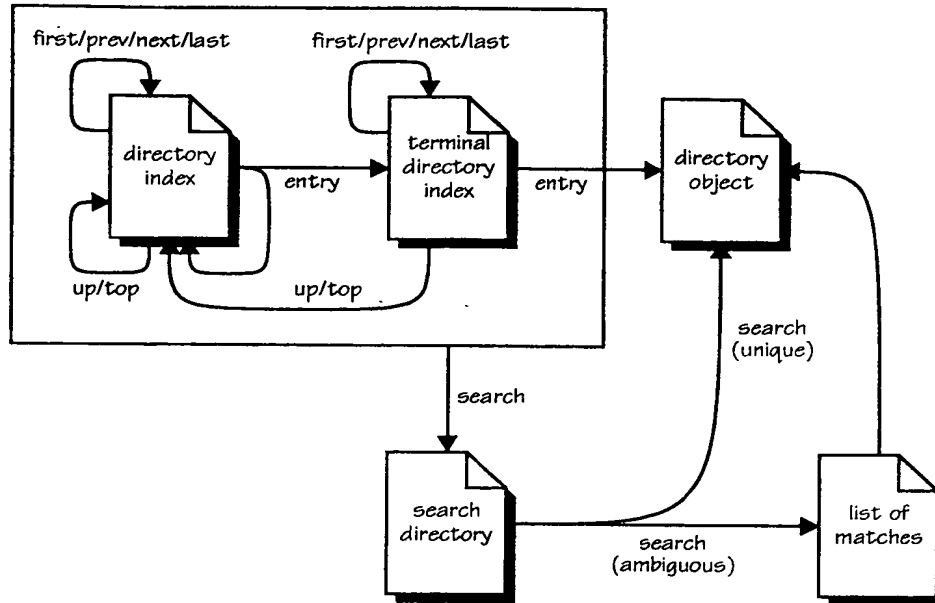 first/prev/next/last
first/prev/next/last
directory
index
entry
terminal
directory
index
entry
directory
object
up/top
up/top
search
(unique)
search
search
directory
search
(ambiguous)
list of
matches